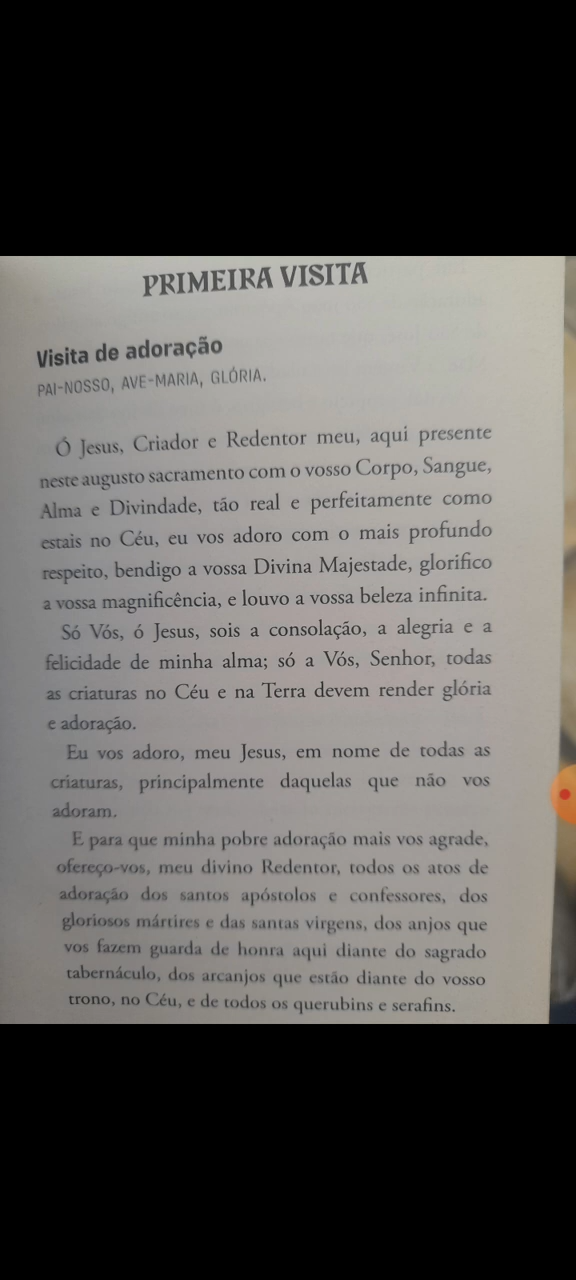 PRIMEIRA VISITA
Visita de adoração
PAI-NOSSO, AVE-MARIA, GLÓRIA.
Ó Jesus, Criador e Redentor meu, aqui presente
neste augusto sacramento com o vosso Corpo, Sangue,
Alma e Divindade, tão real e perfeitamente como
estais no Céu, eu vos adoro com o mais profundo
respeito, bendigo a vossa Divina Majestade, glorifico
a vossa magnificência, e louvo a vossa beleza infinita.
Só Vós, ó Jesus, sois a consolação, a alegria e a
felicidade de minha alma; só a Vós, Senhor, todas
as criaturas no Céu e na Terra devem render glória
e adoração.
Eu vos adoro, meu Jesus, em nome de todas as
criaturas, principalmente daquelas que não vos
adoram.
E para que minha pobre adoração mais vos agrade,
ofereço-vos, meu divino Redentor, todos os atos de
adoração dos santos apóstolos e confessores, dos
gloriosos mártires e das santas virgens, dos anjos que
vos fazem guarda de honra aqui diante do sagrado
tabernáculo, dos arcanjos que estão diante do vosso
trono, no Céu, e de todos os querubins e serafins.